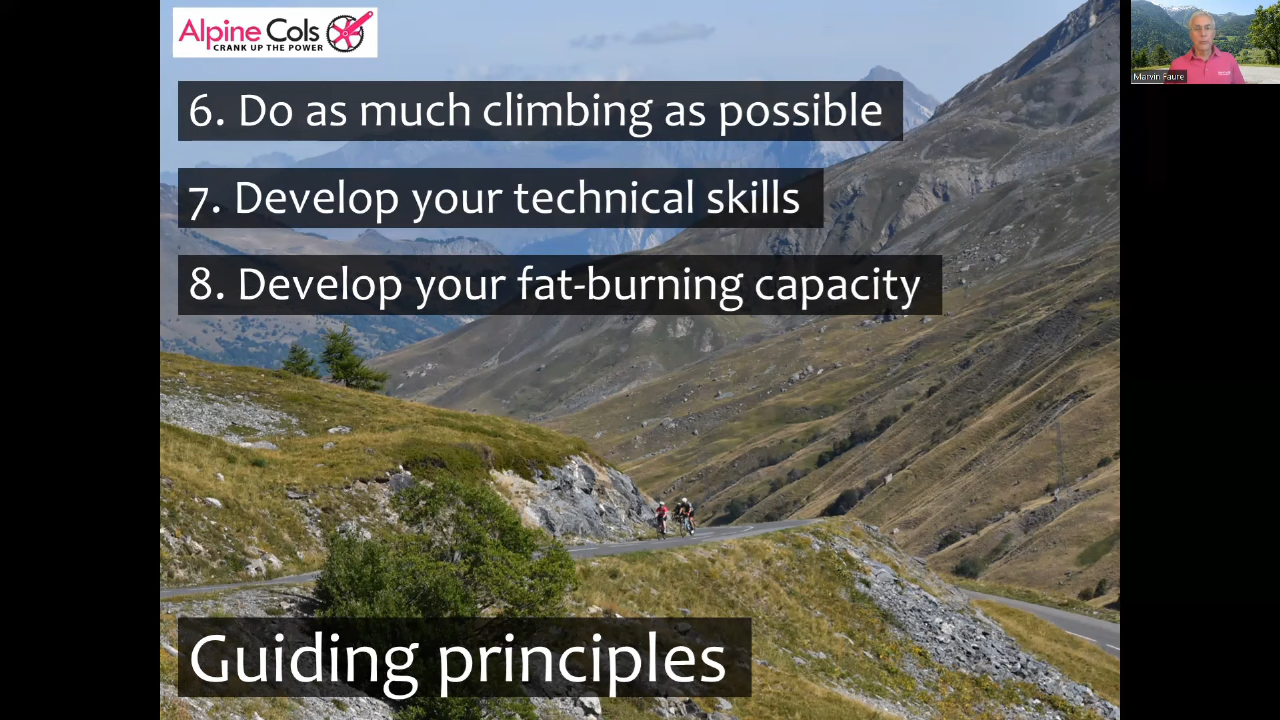 Alpine Cols
CRANK UP THE POWER
Marvin Faure
6. Do as much climbing as possible
7. Develop your technical skills
8. Develop your fat-burning capacity
Guiding principles